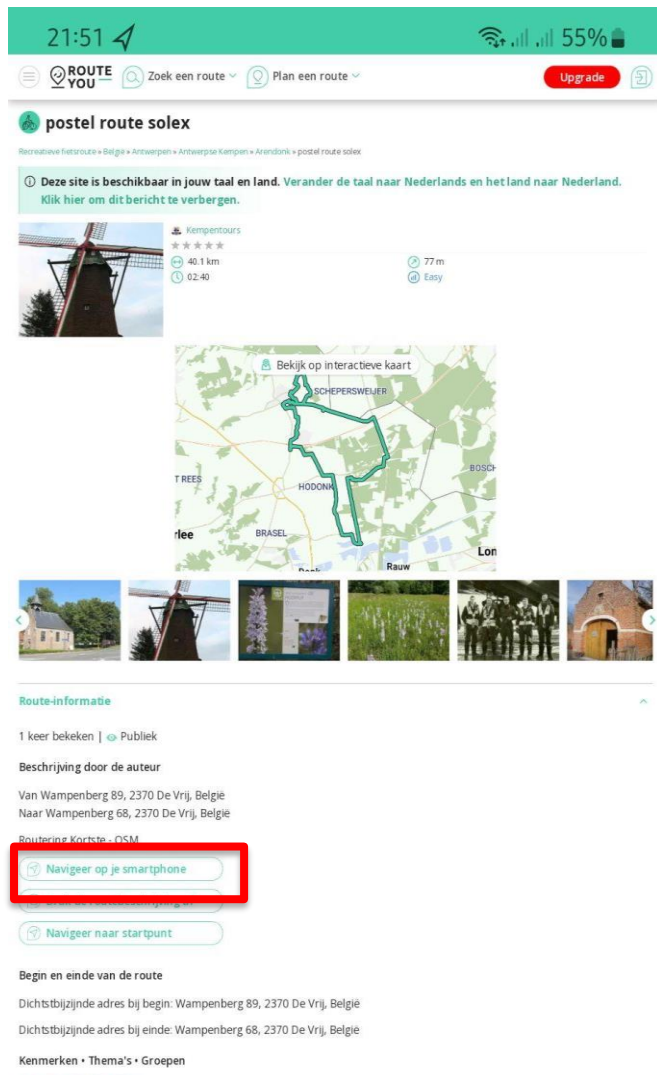 21:51 55%
ROUTE YOU Zoek een route Plan een route Upgrade
postel route solex
Recreatieve fietsroute » België » Antwerpen » Antwerpse Kempen » Arendonk » postel route solex
Deze site is beschikbaar in jouw taal en land. Verander de taal naar Nederlands en het land naar Nederland.
Klik hier om dit bericht te verbergen.
Kempentours
40.1 km 77 m
02:40 Easy
Bekijk op interactieve kaart
SCHEPERSWEIJER
BOSCH
T REES
HODONK
rlee
BRASEL
Lon
Rauw
Route-informatie
1 keer bekeken | Publiek
Beschrijving door de auteur
Van Wampenberg 89, 2370 De Vrij, België
Naar Wampenberg 68, 2370 De Vrij, België
Routering Kortste - OSM
Navigeer op je smartphone
Navigeer naar startpunt
Begin en einde van de route
Dichtstbijzijnde adres bij begin: Wampenberg 89, 2370 De Vrij, België
Dichtstbijzijnde adres bij einde: Wampenberg 68, 2370 De Vrij, België
Kenmerken • Thema's • Groepen